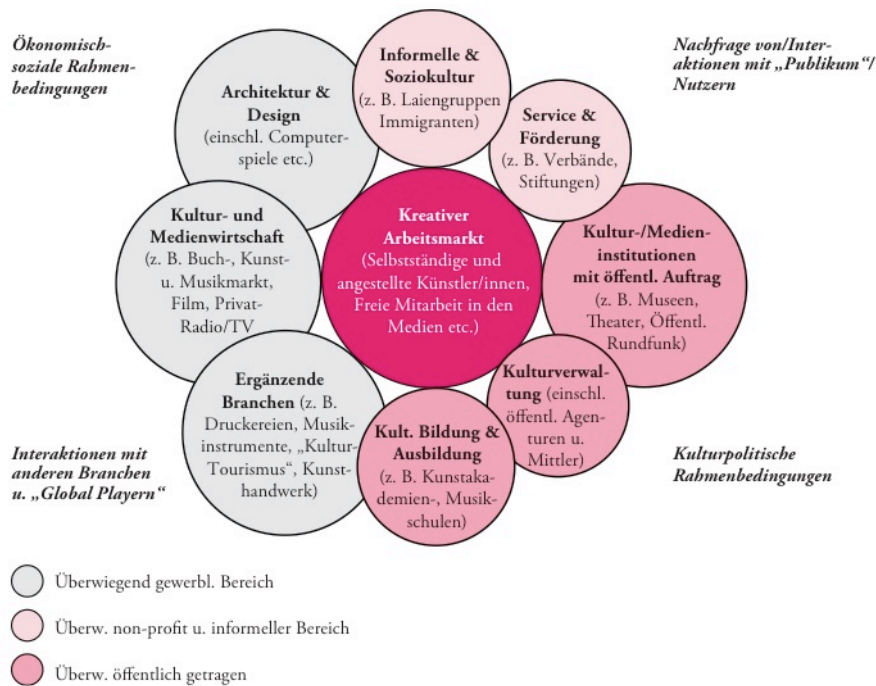 Ökonomisch-
soziale Rahmen-
bedingungen
Informelle &
Soziokultur
(z. B. Laiengruppen
Immigranten)
Nachfrage von/Inter-
aktionen mit „Publikum“/
Nutzern
Architektur &
Design
(einschl. Computer-
spiele etc.)
Service &
Förderung
(z. B. Verbände,
Stiftungen)
Kultur- und
Medienwirtschaft
(z. B. Buch-, Kunst-
u. Musikmarkt,
Film, Privat-
Radio/TV
Kreativer
Arbeitsmarkt
(Selbstständige und
angestellte Künstler/innen,
Freie Mitarbeit in den
Medien etc.)
Kultur-/Medien-
institutionen
mit öffentl. Auftrag
(z. B. Museen,
Theater, Öffentl.
Rundfunk)
Ergänzende
Branchen (z. B.
Druckereien, Musik-
instrumente, „Kultur-
Tourismus“, Kunst-
handwerk)
Kult. Bildung &
Ausbildung
(z. B. Kunstaka-
demien-, Musik-
schulen)
Kulturverwal-
tung (einschl.
öffentl. Agen-
turen u.
Mittler)
Interaktionen mit
anderen Branchen
u. „Global Playern“
Kulturpolitische
Rahmenbedingungen
Überwiegend gewerbl. Bereich
Überw. non-profit u. informeller Bereich
Überw. öffentlich getragen